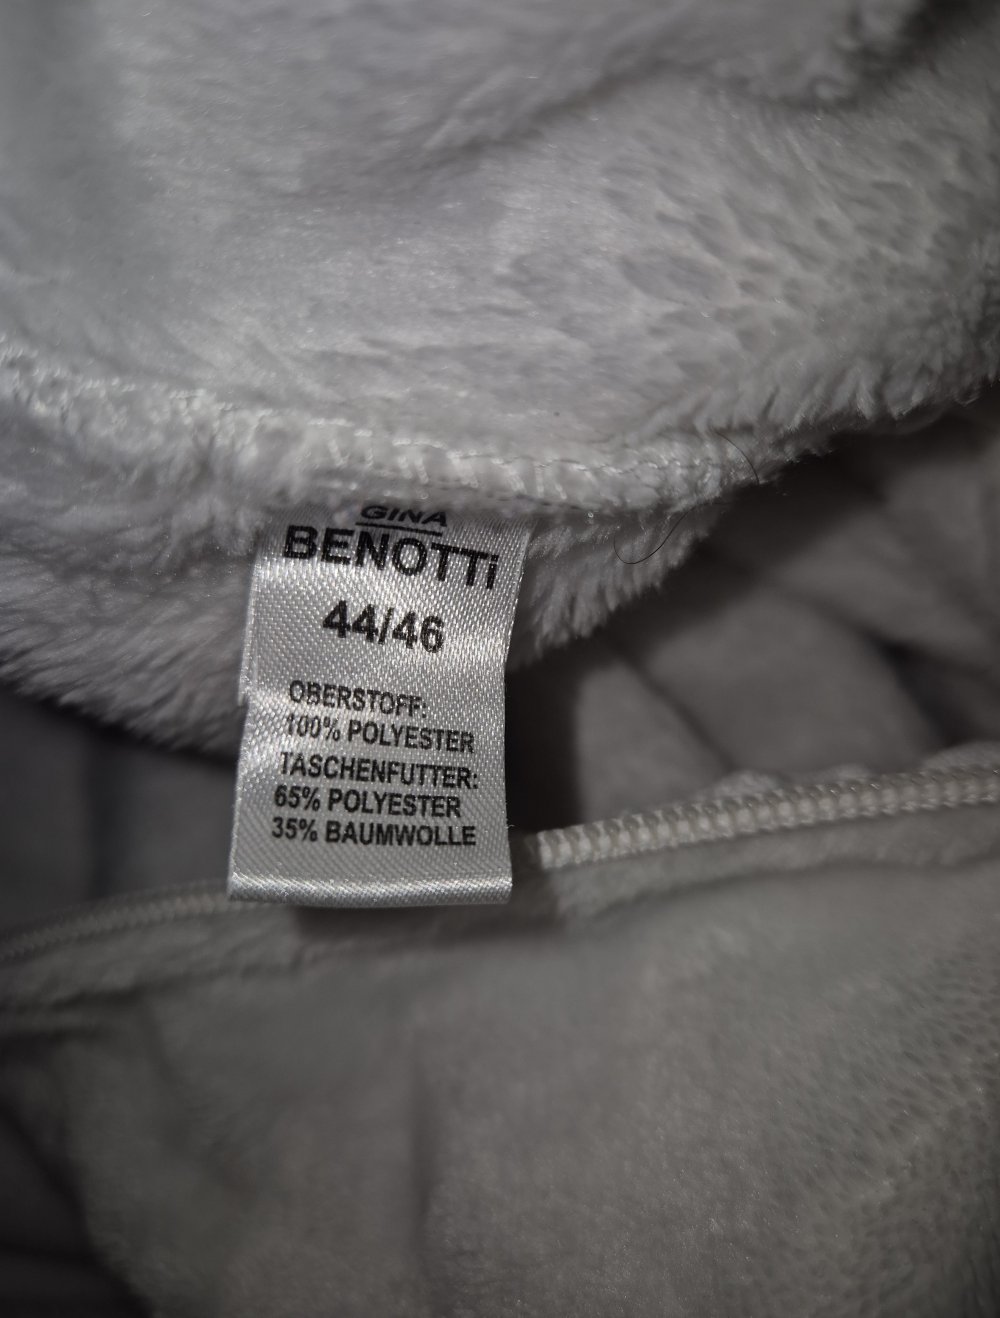 GINA
BENOTTi
44/46
OBERSTOFF:
100% POLYESTER
TASCHENFUTTER:
65% POLYESTER
35% BAUMWOLLE